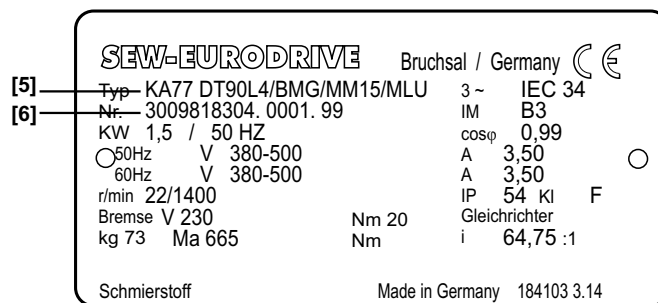 SEW-EURODRIVE Bruchsal / Germany CE
[5] Typ KA77 DT90L4/BMG/MM15/MLU 3 ~ IEC 34
[6] Nr. 3009818304. 0001. 99 IM B3
KW 1,5 / 50 HZ cosφ 0,99
50Hz V 380-500 A 3,50
60Hz V 380-500 A 3,50
r/min 22/1400 IP 54 Kl F
Bremse V 230 Nm 20 Gleichrichter
kg 73 Ma 665 Nm i 64,75 :1
Schmierstoff Made in Germany 184103 3.14